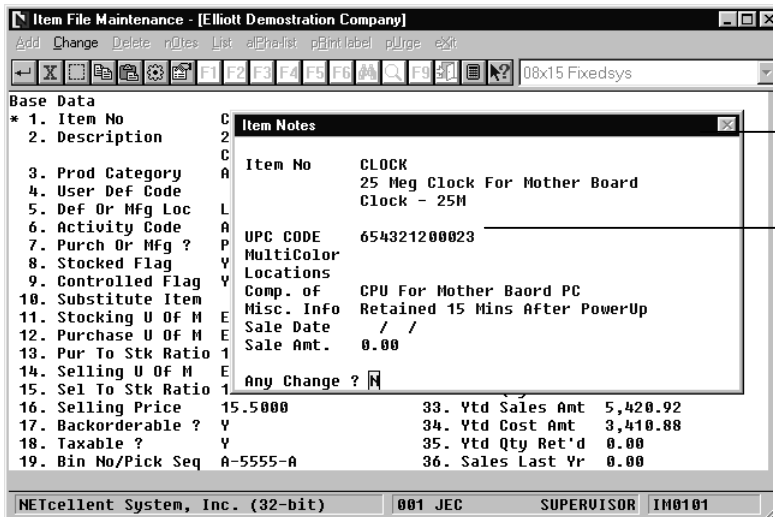 Item File Maintenance - [Elliott Demostration Company]
Add Change Delete nOtes List alPha-list pRint label pUrge eXit
F1 F2 F3 F4 F5 F6 F9 08x15 Fixedsys
Base Data
* 1. Item No C
2. Description 2
C
3. Prod Category A
4. User Def Code
5. Def Or Mfg Loc L
6. Activity Code A
7. Purch Or Mfg ? P
8. Stocked Flag Y
9. Controlled Flag Y
10. Substitute Item
11. Stocking U Of M E
12. Purchase U Of M E
13. Pur To Stk Ratio 1
14. Selling U Of M E
15. Sel To Stk Ratio 1
Item Notes
Item No CLOCK
25 Meg Clock For Mother Board
Clock - 25M
UPC CODE 654321200023
MultiColor
Locations
Comp. of CPU For Mother Baord PC
Misc. Info Retained 15 Mins After PowerUp
Sale Date / /
Sale Amt. 0.00
Any Change ? N
16. Selling Price 15.5000 33. Ytd Sales Amt 5,420.92
17. Backorderable ? Y 34. Ytd Cost Amt 3,410.88
18. Taxable ? Y 35. Ytd Qty Ret'd 0.00
19. Bin No/Pick Seq A-5555-A 36. Sales Last Yr 0.00
NETcellent System, Inc. (32-bit) 001 JEC SUPERVISOR IM0101